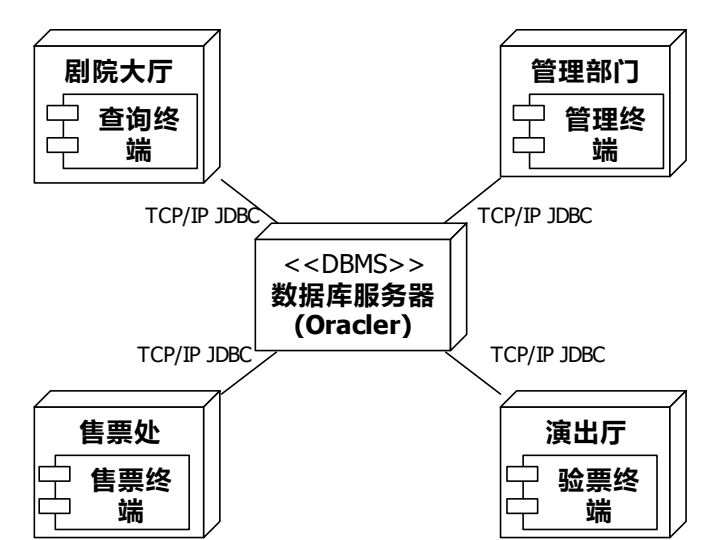 剧院大厅
查询终
端
管理部门
管理终
端
TCP/IP JDBC
TCP/IP JDBC
<<DBMS>>
数据库服务器
(Oracler)
TCP/IP JDBC
TCP/IP JDBC
售票处
售票终
端
演出厅
验票终
端